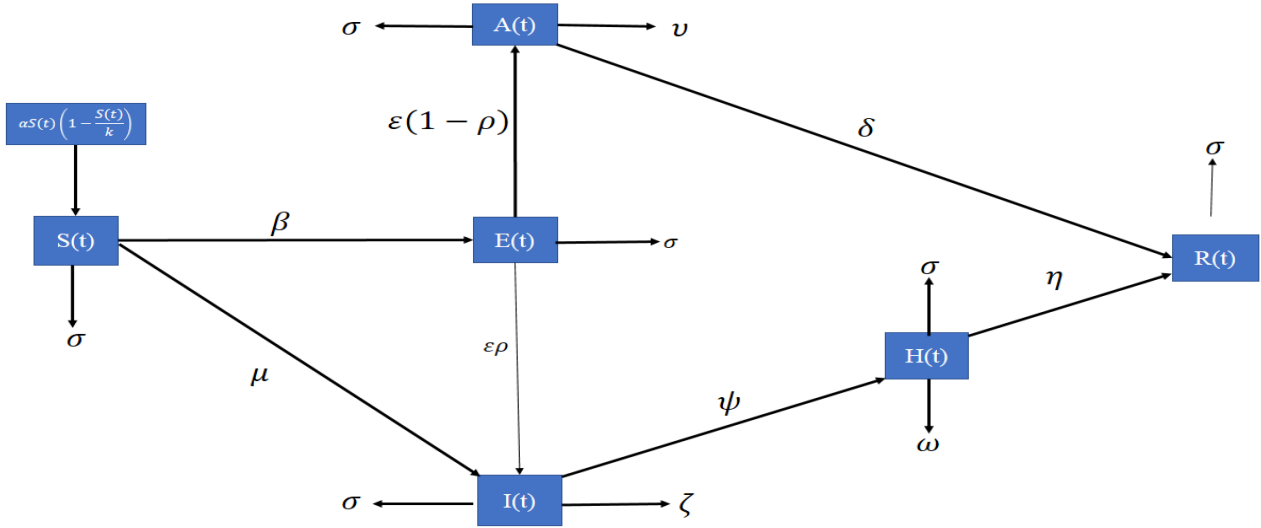 σ
A(t)
υ
αS(t)(1 − S(t)/k)
ε(1 − ρ)
δ
σ
S(t)
β
E(t)
σ
R(t)
σ
η
σ
ερ
H(t)
μ
ψ
ω
σ
I(t)
ζ